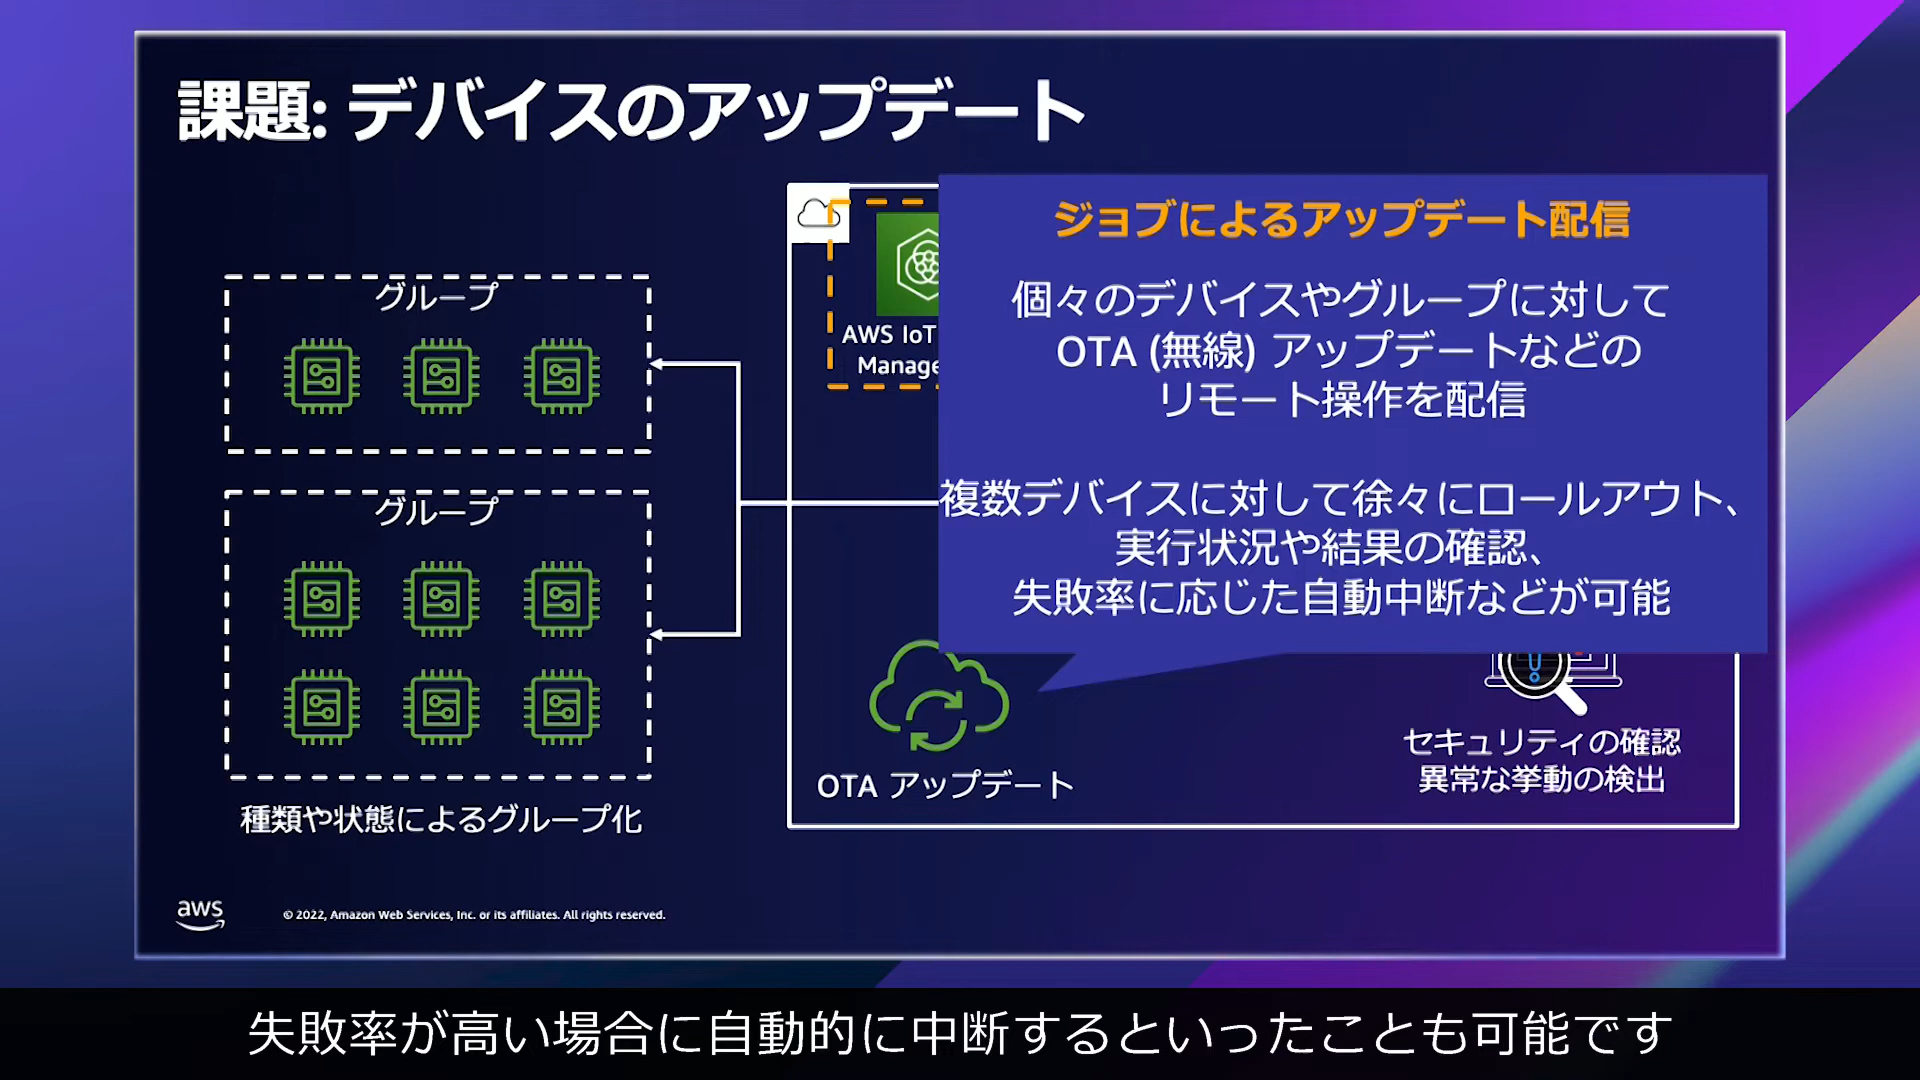 課題: デバイスのアップデート
グループ
グループ
種類や状態によるグループ化
AWS IoT
Manage
ジョブによるアップデート配信
個々のデバイスやグループに対して
OTA (無線) アップデートなどの
リモート操作を配信
複数デバイスに対して徐々にロールアウト、
実行状況や結果の確認、
失敗率に応じた自動中断などが可能
OTA アップデート
セキュリティの確認
異常な挙動の検出
aws
© 2022, Amazon Web Services, Inc. or its affiliates. All rights reserved.
失敗率が高い場合に自動的に中断するといったことも可能です